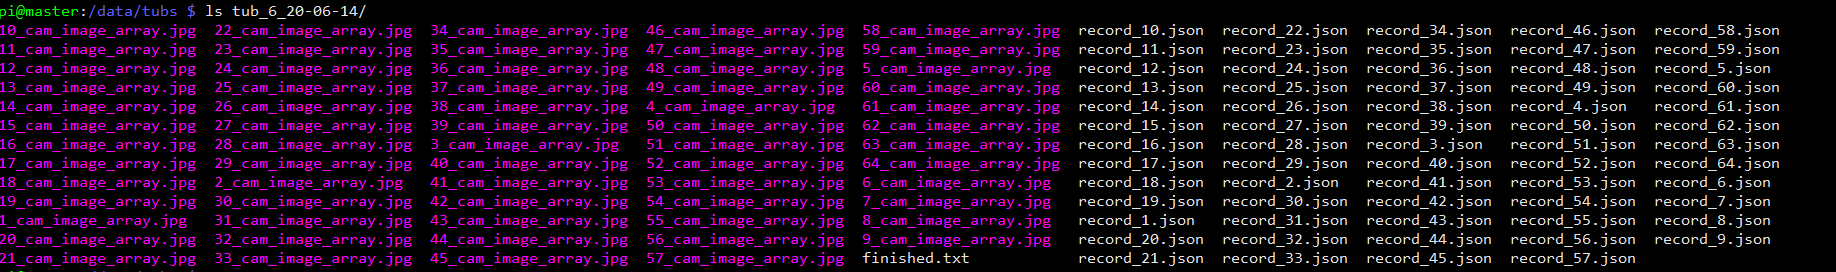 pi@master:/data/tubs $ ls tub_6_20-06-14/
10_cam_image_array.jpg 22_cam_image_array.jpg 34_cam_image_array.jpg 46_cam_image_array.jpg 58_cam_image_array.jpg record_10.json record_22.json record_34.json record_46.json record_58.json
11_cam_image_array.jpg 23_cam_image_array.jpg 35_cam_image_array.jpg 47_cam_image_array.jpg 59_cam_image_array.jpg record_11.json record_23.json record_35.json record_47.json record_59.json
12_cam_image_array.jpg 24_cam_image_array.jpg 36_cam_image_array.jpg 48_cam_image_array.jpg 5_cam_image_array.jpg record_12.json record_24.json record_36.json record_48.json record_5.json
13_cam_image_array.jpg 25_cam_image_array.jpg 37_cam_image_array.jpg 49_cam_image_array.jpg 60_cam_image_array.jpg record_13.json record_25.json record_37.json record_49.json record_60.json
14_cam_image_array.jpg 26_cam_image_array.jpg 38_cam_image_array.jpg 4_cam_image_array.jpg 61_cam_image_array.jpg record_14.json record_26.json record_38.json record_4.json record_61.json
15_cam_image_array.jpg 27_cam_image_array.jpg 39_cam_image_array.jpg 50_cam_image_array.jpg 62_cam_image_array.jpg record_15.json record_27.json record_39.json record_50.json record_62.json
16_cam_image_array.jpg 28_cam_image_array.jpg 3_cam_image_array.jpg 51_cam_image_array.jpg 63_cam_image_array.jpg record_16.json record_28.json record_3.json record_51.json record_63.json
17_cam_image_array.jpg 29_cam_image_array.jpg 40_cam_image_array.jpg 52_cam_image_array.jpg 64_cam_image_array.jpg record_17.json record_29.json record_40.json record_52.json record_64.json
18_cam_image_array.jpg 2_cam_image_array.jpg 41_cam_image_array.jpg 53_cam_image_array.jpg 6_cam_image_array.jpg record_18.json record_2.json record_41.json record_53.json record_6.json
19_cam_image_array.jpg 30_cam_image_array.jpg 42_cam_image_array.jpg 54_cam_image_array.jpg 7_cam_image_array.jpg record_19.json record_30.json record_42.json record_54.json record_7.json
1_cam_image_array.jpg 31_cam_image_array.jpg 43_cam_image_array.jpg 55_cam_image_array.jpg 8_cam_image_array.jpg record_1.json record_31.json record_43.json record_55.json record_8.json
20_cam_image_array.jpg 32_cam_image_array.jpg 44_cam_image_array.jpg 56_cam_image_array.jpg 9_cam_image_array.jpg record_20.json record_32.json record_44.json record_56.json record_9.json
21_cam_image_array.jpg 33_cam_image_array.jpg 45_cam_image_array.jpg 57_cam_image_array.jpg finished.txt record_21.json record_33.json record_45.json record_57.json